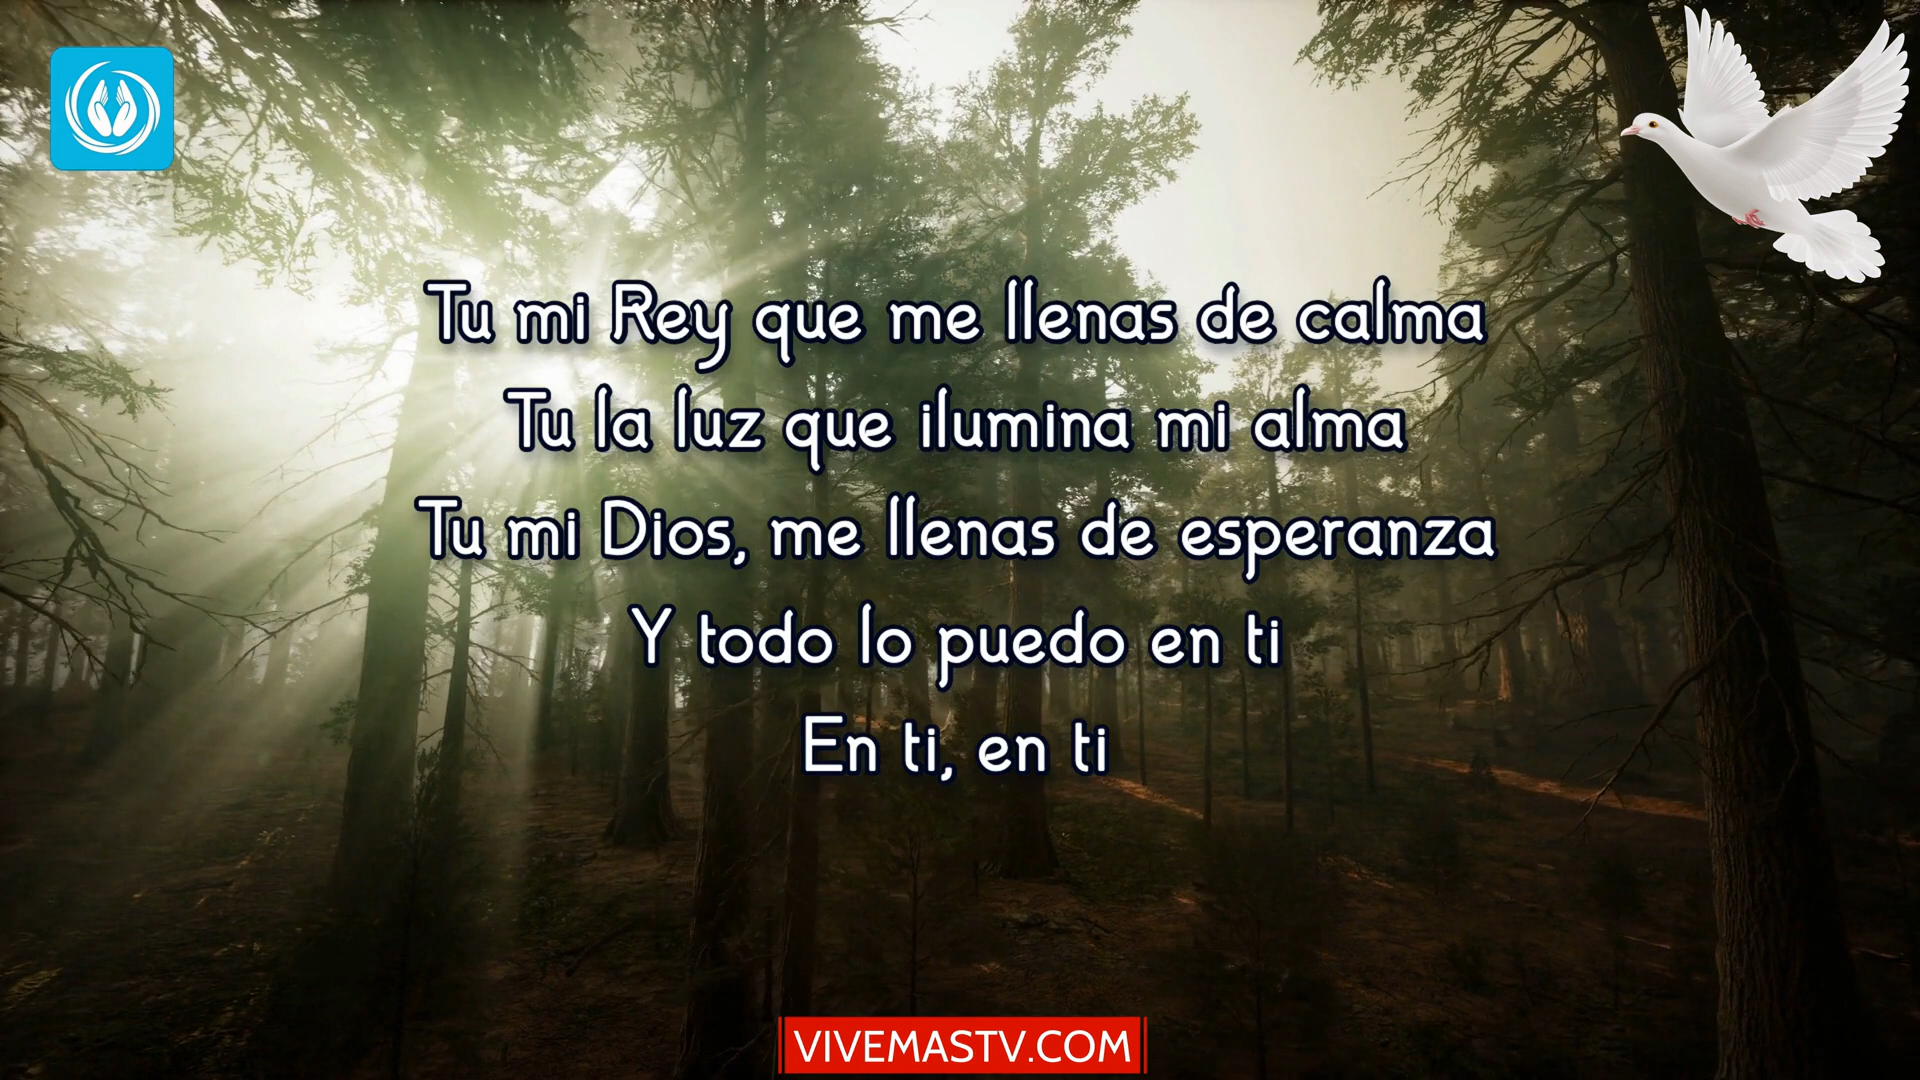 Tu mi Rey que me llenas de calma
Tu la luz que ilumina mi alma
Tu mi Dios, me llenas de esperanza
Y todo lo puedo en ti
En ti, en ti
VIVEMASTV.COM